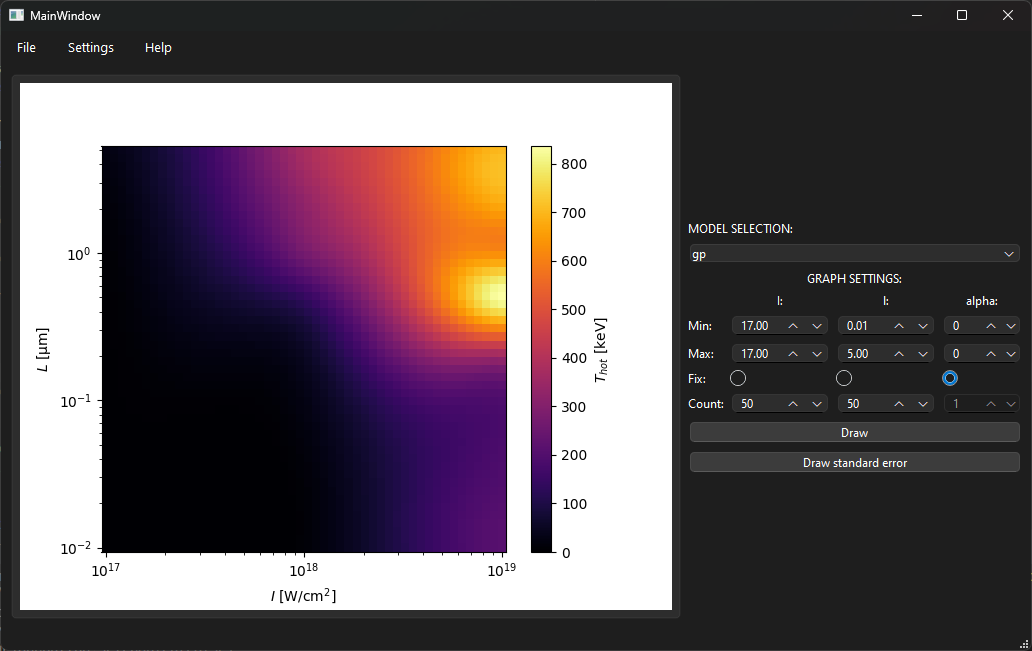 MainWindow
File Settings Help
800
700
600
500
400
300
200
100
0
T_hot [keV]
10^0
10^-1
10^-2
L [μm]
10^17 10^18 10^19
I [W/cm^2]
MODEL SELECTION:
gp
GRAPH SETTINGS:
I: l: alpha:
Min: 17.00 0.01 0
Max: 17.00 5.00 0
Fix:
Count: 50 50 1
Draw
Draw standard error